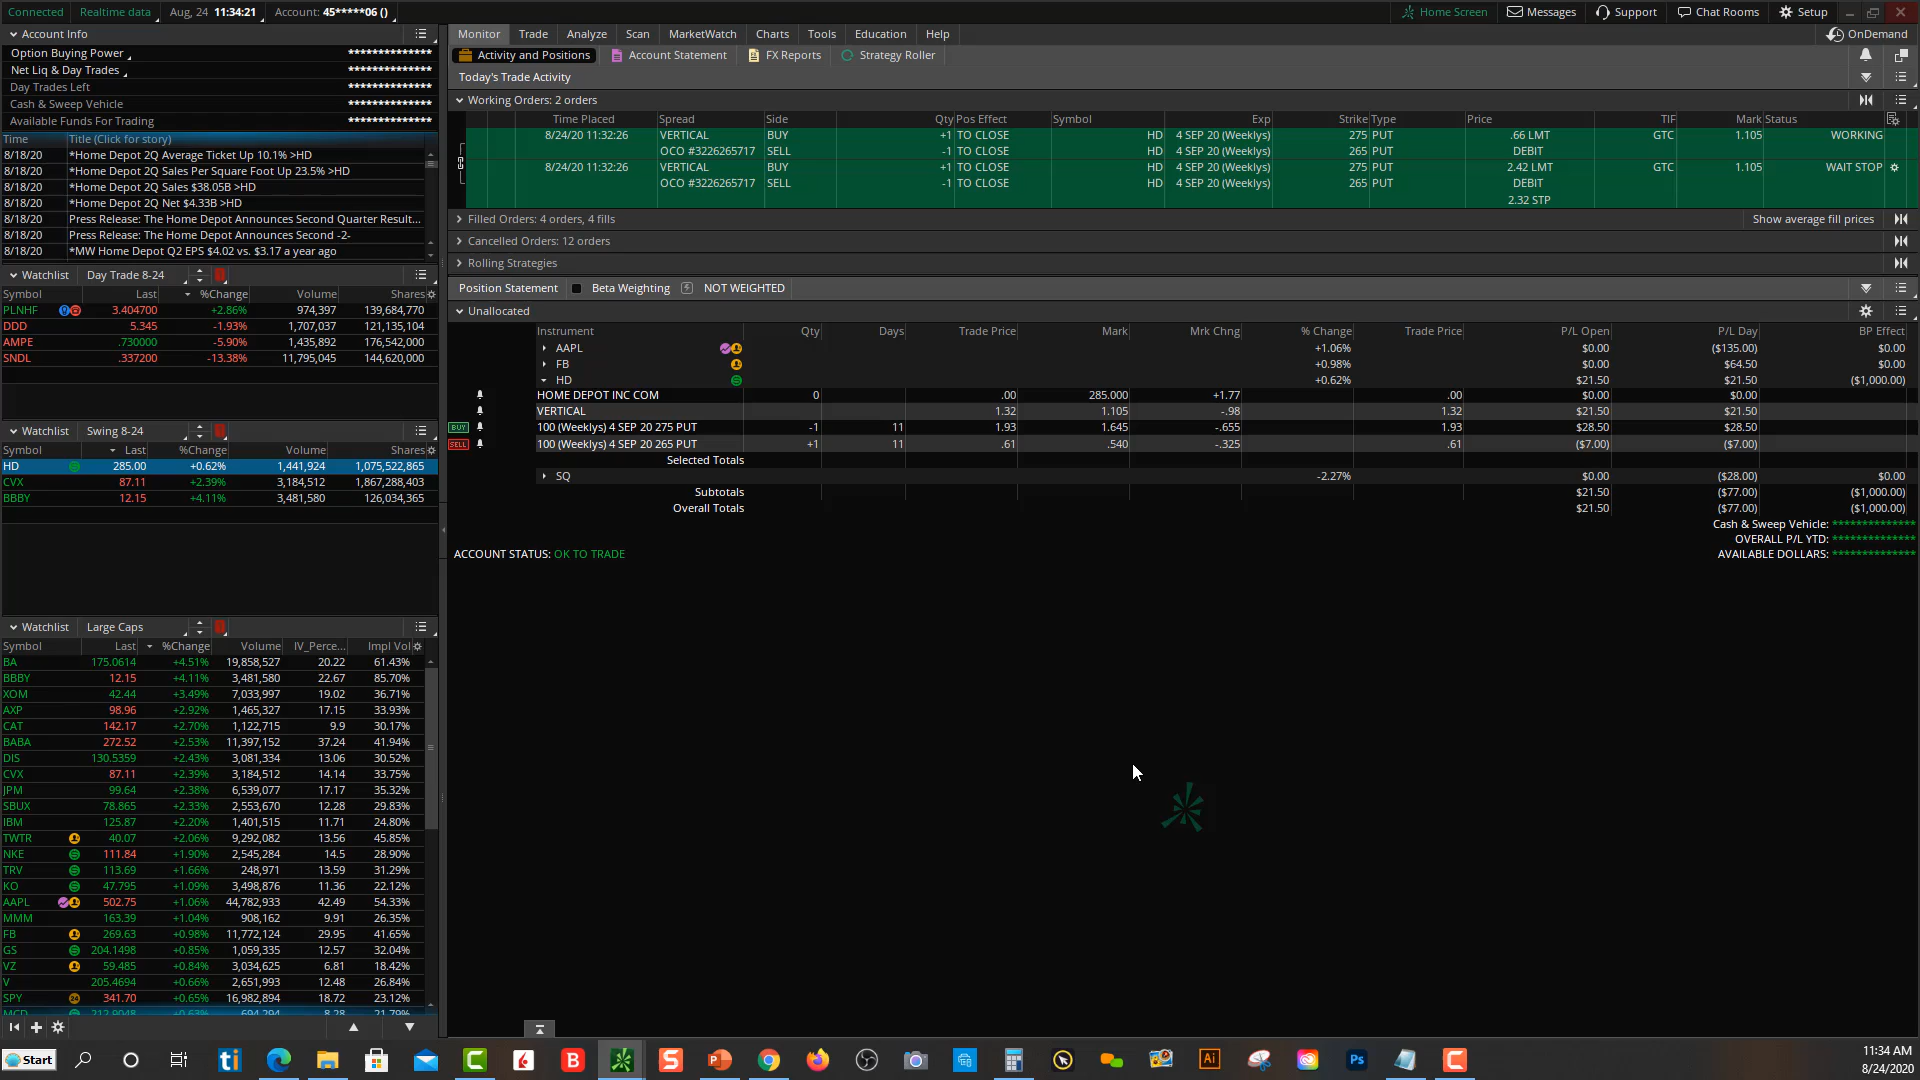 Connected Realtime data Aug, 24 11:34:21 Account: 45*****06 () Home Screen Messages Support Chat Rooms Setup
Account Info
Option Buying Power **************
Net Liq & Day Trades **************
Day Trades Left **************
Cash & Sweep Vehicle **************
Available Funds For Trading **************
Time Title (Click for story)
8/18/20 *Home Depot 2Q Average Ticket Up 10.1% >HD
8/18/20 *Home Depot 2Q Sales Per Square Foot Up 23.5% >HD
8/18/20 *Home Depot 2Q Sales $38.05B >HD
8/18/20 *Home Depot 2Q Net $4.33B >HD
8/18/20 Press Release: The Home Depot Announces Second Quarter Result...
8/18/20 Press Release: The Home Depot Announces Second -2-
8/18/20 *MW Home Depot Q2 EPS $4.02 vs. $3.17 a year ago
Watchlist Day Trade 8-24
Symbol Last %Change Volume Shares
PLNHF 3.404700 +2.86% 974,397 139,684,770
DDD 5.345 -1.93% 1,707,037 121,135,104
AMPE .730000 -5.90% 1,435,892 176,542,000
SNDL .337200 -13.38% 11,795,045 144,620,000
Watchlist Swing 8-24
Symbol Last %Change Volume Shares
HD 285.00 +0.62% 1,441,924 1,075,522,865
CVX 87.11 +2.39% 3,184,512 1,867,288,403
BBBY 12.15 +4.11% 3,481,580 126,034,365
Watchlist Large Caps
Symbol Last %Change Volume IV_Perce... Impl Vol
BA 175.0614 +4.51% 19,858,527 20.22 61.43%
BBBY 12.15 +4.11% 3,481,580 22.67 85.70%
XOM 42.44 +3.49% 7,033,997 19.02 36.71%
AXP 98.96 +2.92% 1,465,327 17.15 33.93%
CAT 142.17 +2.70% 1,122,715 9.9 30.17%
BABA 272.52 +2.53% 11,397,152 37.24 41.94%
DIS 130.5359 +2.43% 3,081,334 13.06 30.52%
CVX 87.11 +2.39% 3,184,512 14.14 33.75%
JPM 99.64 +2.38% 6,539,077 17.17 35.32%
SBUX 78.865 +2.33% 2,553,670 12.28 29.83%
IBM 125.87 +2.20% 1,401,515 11.71 24.80%
TWTR 40.07 +2.06% 9,292,082 13.56 45.85%
NKE 111.84 +1.90% 2,545,284 14.5 28.90%
TRV 113.69 +1.66% 248,971 13.59 31.29%
KO 47.795 +1.09% 3,498,876 11.36 22.12%
AAPL 502.75 +1.06% 44,782,933 42.49 54.33%
MMM 163.39 +1.04% 908,162 9.91 26.35%
FB 269.63 +0.98% 11,772,124 29.95 41.65%
GS 204.1498 +0.85% 1,059,335 12.57 32.04%
VZ 59.485 +0.84% 3,034,625 6.81 18.42%
V 205.4694 +0.66% 2,651,993 12.48 26.84%
SPY 341.70 +0.65% 16,982,894 18.72 23.12%
MCD 212.9048 +0.63% 694,294 8.28 21.79%
Monitor Trade Analyze Scan MarketWatch Charts Tools Education Help OnDemand
Activity and Positions Account Statement FX Reports Strategy Roller
Today's Trade Activity
Working Orders: 2 orders
Time Placed Spread Side Qty Pos Effect Symbol Exp Strike Type Price TIF Mark Status
8/24/20 11:32:26 VERTICAL BUY +1 TO CLOSE HD 4 SEP 20 (Weeklys) 275 PUT .66 LMT GTC 1.105 WORKING
OCO #3226265717 SELL -1 TO CLOSE HD 4 SEP 20 (Weeklys) 265 PUT DEBIT
8/24/20 11:32:26 VERTICAL BUY +1 TO CLOSE HD 4 SEP 20 (Weeklys) 275 PUT 2.42 LMT GTC 1.105 WAIT STOP
OCO #3226265717 SELL -1 TO CLOSE HD 4 SEP 20 (Weeklys) 265 PUT DEBIT
2.32 STP
Filled Orders: 4 orders, 4 fills Show average fill prices
Cancelled Orders: 12 orders
Rolling Strategies
Position Statement Beta Weighting NOT WEIGHTED
Unallocated
Instrument Qty Days Trade Price Mark Mrk Chng % Change Trade Price P/L Open P/L Day BP Effect
AAPL +1.06% $0.00 ($135.00) $0.00
FB +0.98% $0.00 $64.50 $0.00
HD +0.62% $21.50 $21.50 ($1,000.00)
HOME DEPOT INC COM 0 .00 285.000 +1.77 .00 $0.00 $0.00
VERTICAL 1.32 1.105 -.98 1.32 $21.50 $21.50
BUY 100 (Weeklys) 4 SEP 20 275 PUT -1 11 1.93 1.645 -.655 1.93 $28.50 $28.50
SELL 100 (Weeklys) 4 SEP 20 265 PUT +1 11 .61 .540 -.325 .61 ($7.00) ($7.00)
Selected Totals
SQ -2.27% $0.00 ($28.00) $0.00
Subtotals $21.50 ($77.00) ($1,000.00)
Overall Totals $21.50 ($77.00) ($1,000.00)
Cash & Sweep Vehicle: **************
OVERALL P/L YTD: **************
ACCOUNT STATUS: OK TO TRADE AVAILABLE DOLLARS: **************
Start ti B S Ai Ps C
11:34 AM
8/24/2020